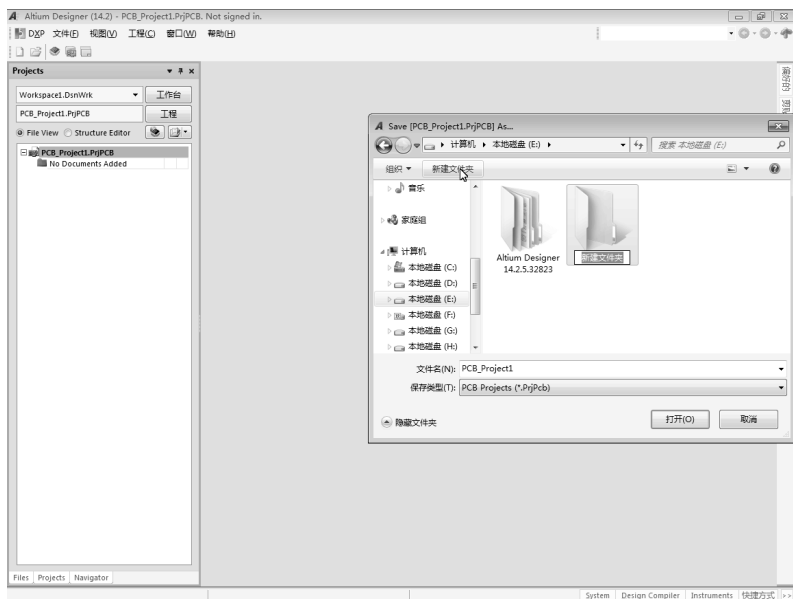 Altium Designer (14.2) - PCB_Project1.PrjPCB. Not signed in.
DXP 文件(F) 视图(V) 工程(C) 窗口(W) 帮助(H)
Projects
Workspace1.DsnWrk 工作台
PCB_Project1.PrjPCB 工程
File View Structure Editor
PCB_Project1.PrjPCB
No Documents Added
Save [PCB_Project1.PrjPCB] As...
计算机 本地磁盘 (E:)
搜索 本地磁盘 (E:)
组织 新建文件夹
音乐
家庭组
计算机
本地磁盘 (C:)
本地磁盘 (D:)
本地磁盘 (E:)
本地磁盘 (F:)
本地磁盘 (G:)
本地磁盘 (H:)
Altium Designer
14.2.5.32823
新建文件夹
文件名(N): PCB_Project1
保存类型(T): PCB Projects (*.PrjPcb)
隐藏文件夹
打开(O) 取消
Files Projects Navigator
System Design Compiler Instruments 快捷方式 >>